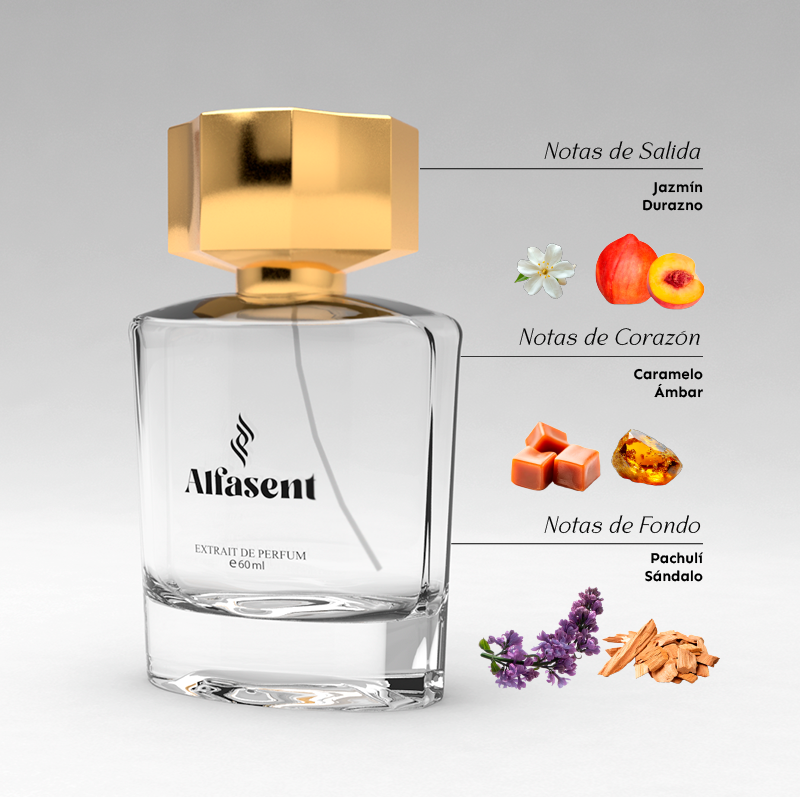 Notas de Salida
Jazmín
Durazno
Notas de Corazón
Caramelo
Ámbar
Alfasent
EXTRAIT DE PERFUM
e60ml
Notas de Fondo
Pachulí
Sándalo